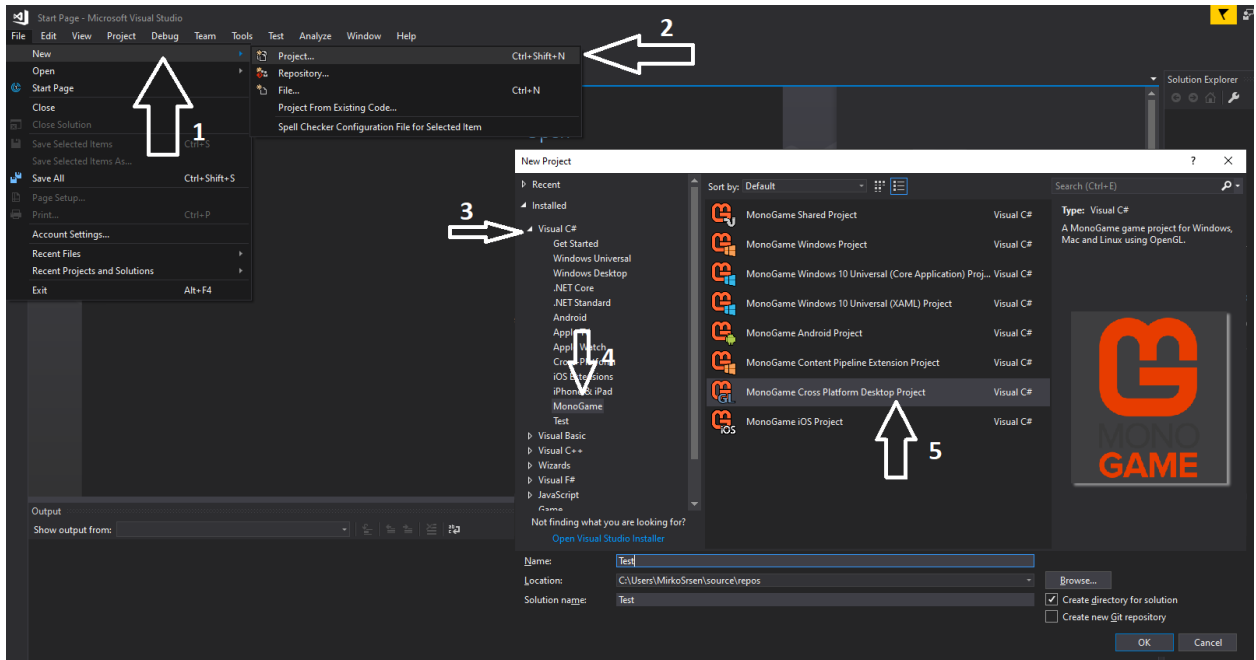 Start Page - Microsoft Visual Studio
File Edit View Project Debug Team Tools Test Analyze Window Help
2
New
Open
Start Page
Close
Close Solution
Save Selected Items Ctrl+S
Save Selected Items As...
Save All Ctrl+Shift+S
Page Setup...
Print... Ctrl+P
Account Settings...
Recent Files
Recent Projects and Solutions
Exit Alt+F4
1
Project... Ctrl+Shift+N
Repository...
File... Ctrl+N
Project From Existing Code...
Spell Checker Configuration File for Selected Item
Open
Solution Explorer
New Project
? X
3
Recent
Installed
Visual C#
Get Started
Windows Universal
Windows Desktop
.NET Core
.NET Standard
Android
Apple
Apple Watch
4
iOS Extensions
iPhone & iPad
MonoGame
Test
Visual Basic
Visual C++
Wizards
Visual F#
JavaScript
Game
Not finding what you are looking for?
Open Visual Studio Installer
Sort by: Default
MonoGame Shared Project Visual C#
MonoGame Windows Project Visual C#
MonoGame Windows 10 Universal (Core Application) Proj... Visual C#
MonoGame Windows 10 Universal (XAML) Project Visual C#
MonoGame Android Project Visual C#
MonoGame Content Pipeline Extension Project Visual C#
GL MonoGame Cross Platform Desktop Project Visual C#
iOS MonoGame iOS Project Visual C#
5
Search (Ctrl+E)
Type: Visual C#
A MonoGame game project for Windows,
Mac and Linux using OpenGL.
MONO
GAME
Output
Show output from:
Name: Test
Location: C:\Users\MirkoSrsen\source\repos
Browse...
Solution name: Test
Create directory for solution
Create new Git repository
OK Cancel